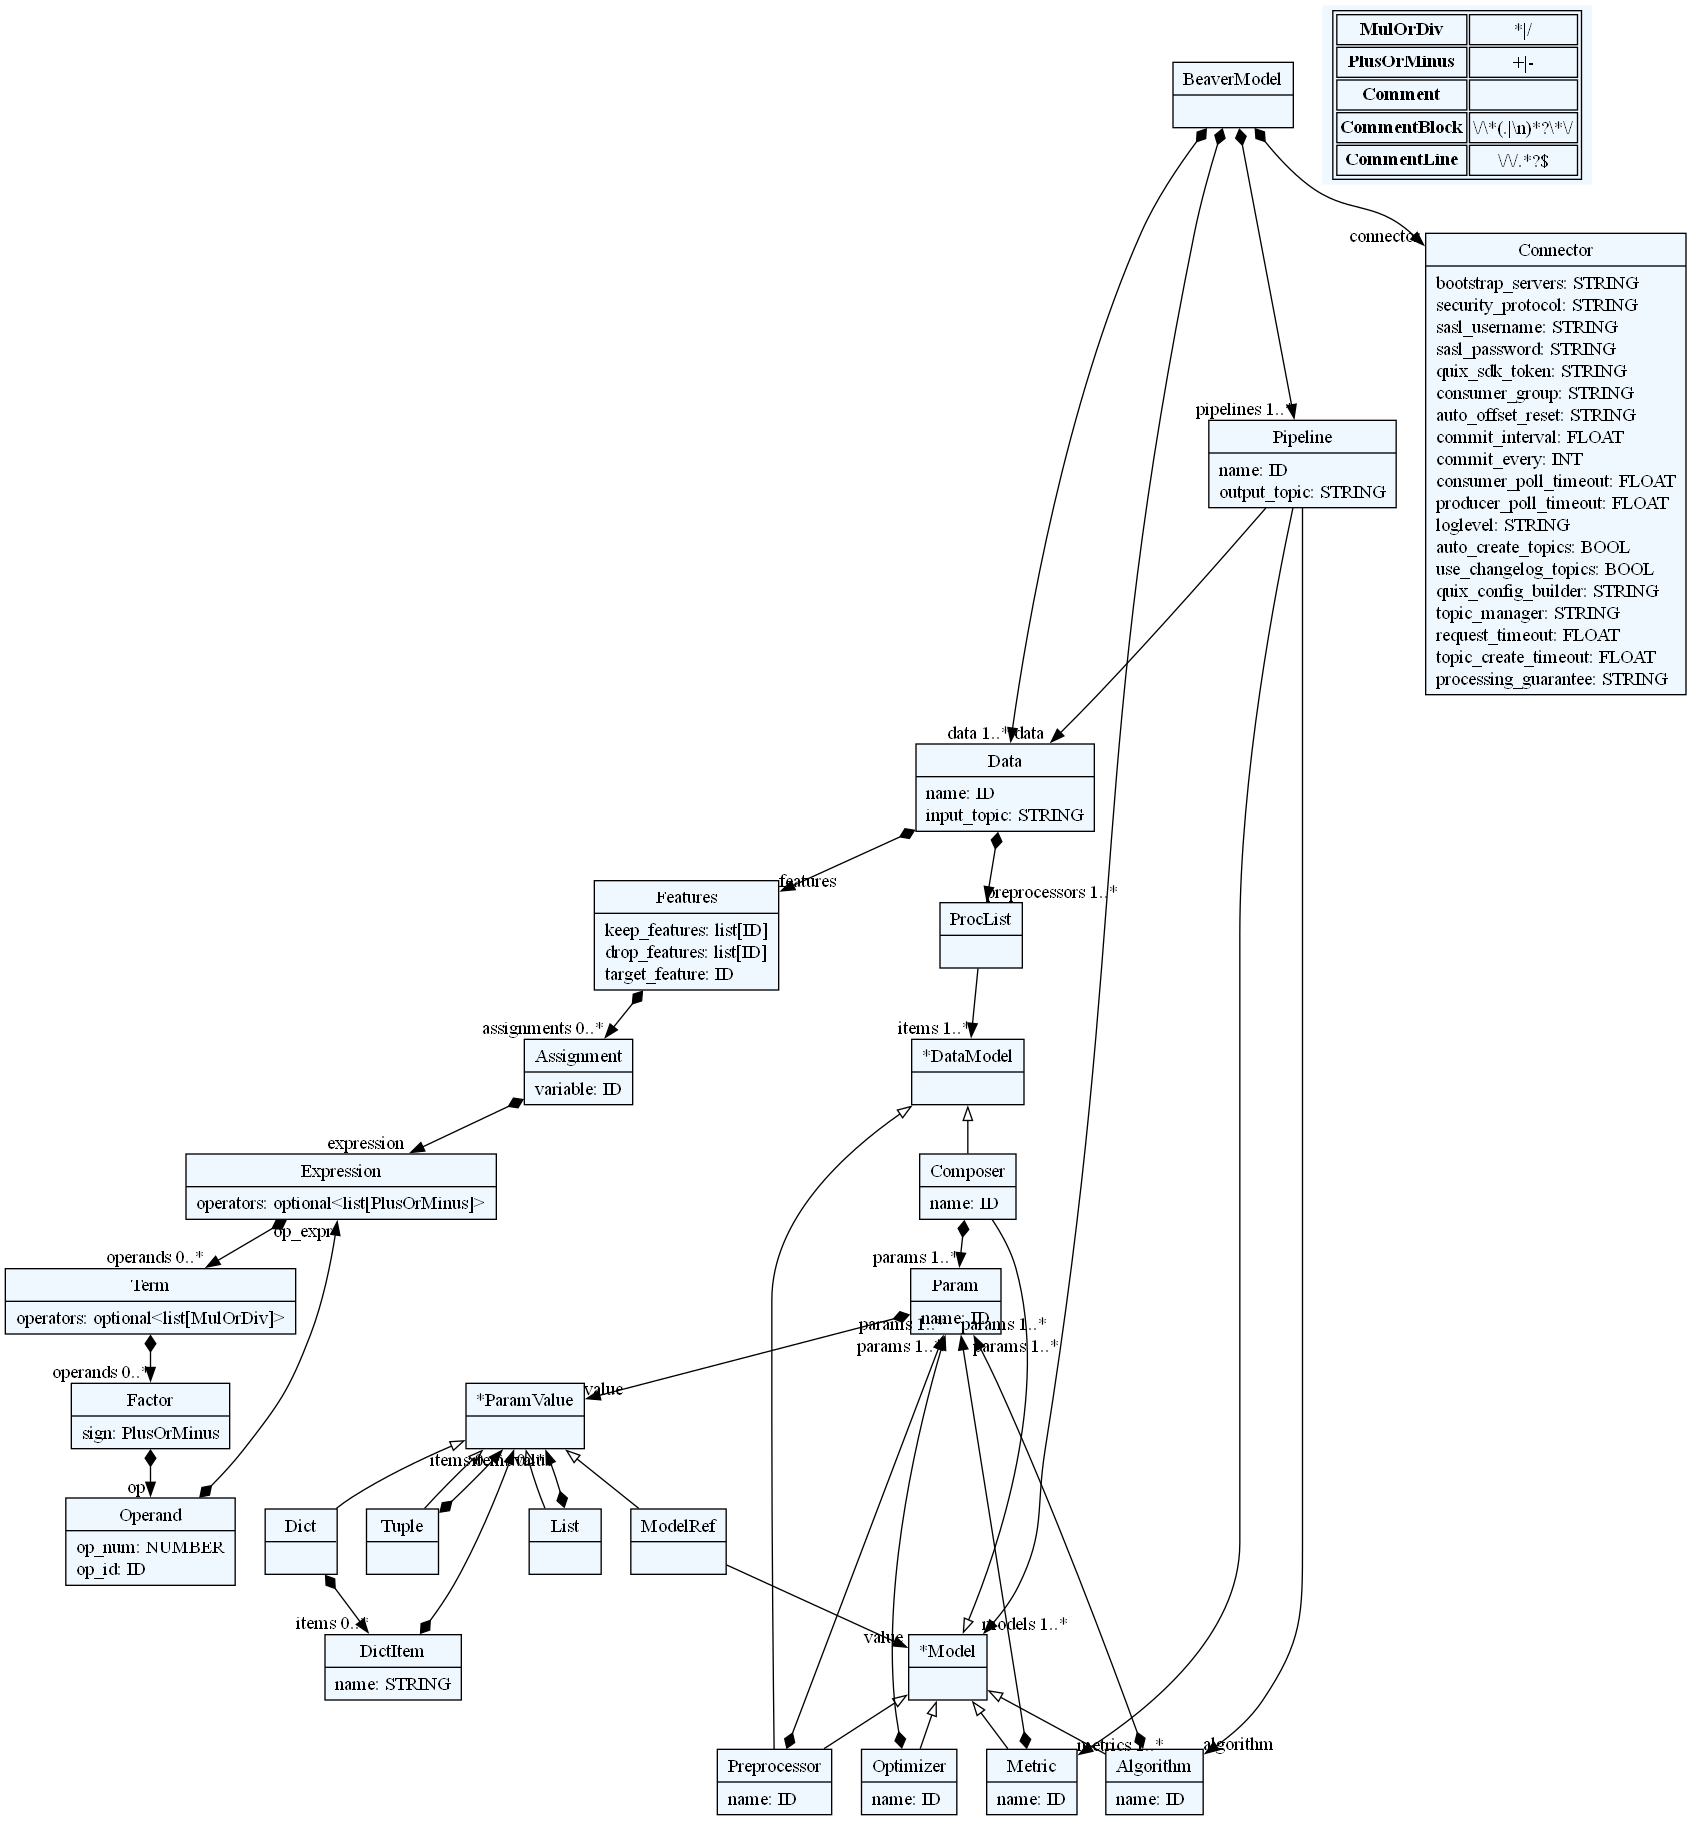 MulOrDiv *|/
PlusOrMinus +|-
Comment
CommentBlock \/\*(.|\n)*?\*\/
CommentLine \/\/.*?$
BeaverModel
connector
Connector
bootstrap_servers: STRING
security_protocol: STRING
sasl_username: STRING
sasl_password: STRING
quix_sdk_token: STRING
consumer_group: STRING
auto_offset_reset: STRING
commit_interval: FLOAT
commit_every: INT
consumer_poll_timeout: FLOAT
producer_poll_timeout: FLOAT
loglevel: STRING
auto_create_topics: BOOL
use_changelog_topics: BOOL
quix_config_builder: STRING
topic_manager: STRING
request_timeout: FLOAT
topic_create_timeout: FLOAT
processing_guarantee: STRING
pipelines 1..*
Pipeline
name: ID
output_topic: STRING
data 1..*
data
Data
name: ID
input_topic: STRING
features
Features
keep_features: list[ID]
drop_features: list[ID]
target_feature: ID
preprocessors 1..*
ProcList
assignments 0..*
Assignment
variable: ID
items 1..*
*DataModel
expression
Expression
operators: optional<list[PlusOrMinus]>
op_expr
Composer
name: ID
operands 0..*
Term
operators: optional<list[MulOrDiv]>
params 1..*
Param
name: ID
params 1..*
params 1..*
params 1..*
params 1..*
operands 0..*
Factor
sign: PlusOrMinus
value
*ParamValue
op
Operand
op_num: NUMBER
op_id: ID
Dict
Tuple
List
ModelRef
items 0..*
DictItem
name: STRING
value
models 1..*
*Model
metrics 1..*
algorithm
Preprocessor
name: ID
Optimizer
name: ID
Metric
name: ID
Algorithm
name: ID